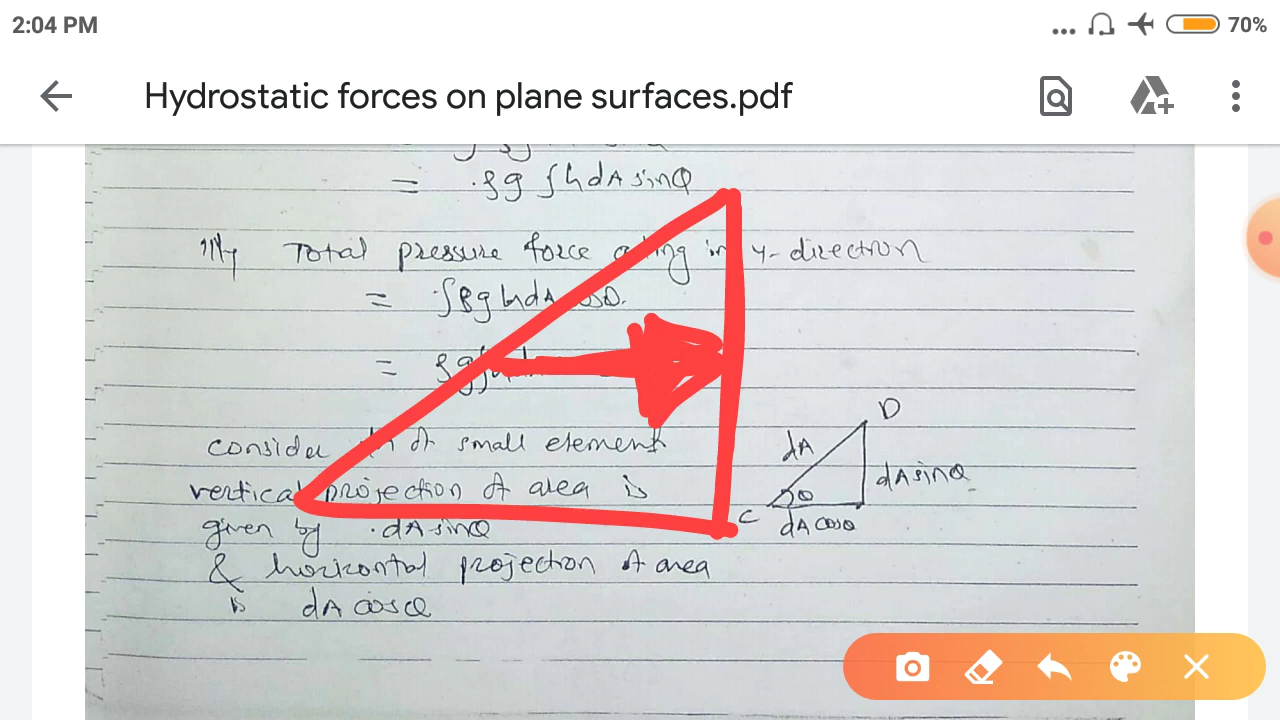 2:04 PM
70%
Hydrostatic forces on plane surfaces.pdf
= ρg ∫h dA sinθ
|||ly Total pressure force acting in y-direction
= ∫ρg h dA cosθ.
= ρg∫
consider of small element
vertical projection of area is
given by dA sinθ
& horizontal projection of area
is dA cosθ
D
dA
dA sinθ
θ
C
dA cosθ